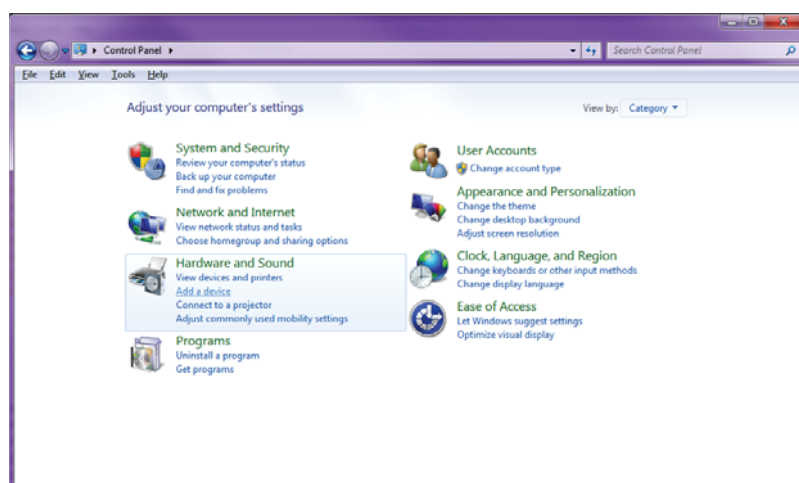 Control Panel
Search Control Panel
File Edit View Tools Help
Adjust your computer's settings
View by: Category
System and Security
Review your computer's status
Back up your computer
Find and fix problems
Network and Internet
View network status and tasks
Choose homegroup and sharing options
Hardware and Sound
View devices and printers
Add a device
Connect to a projector
Adjust commonly used mobility settings
Programs
Uninstall a program
Get programs
User Accounts
Change account type
Appearance and Personalization
Change the theme
Change desktop background
Adjust screen resolution
Clock, Language, and Region
Change keyboards or other input methods
Change display language
Ease of Access
Let Windows suggest settings
Optimize visual display